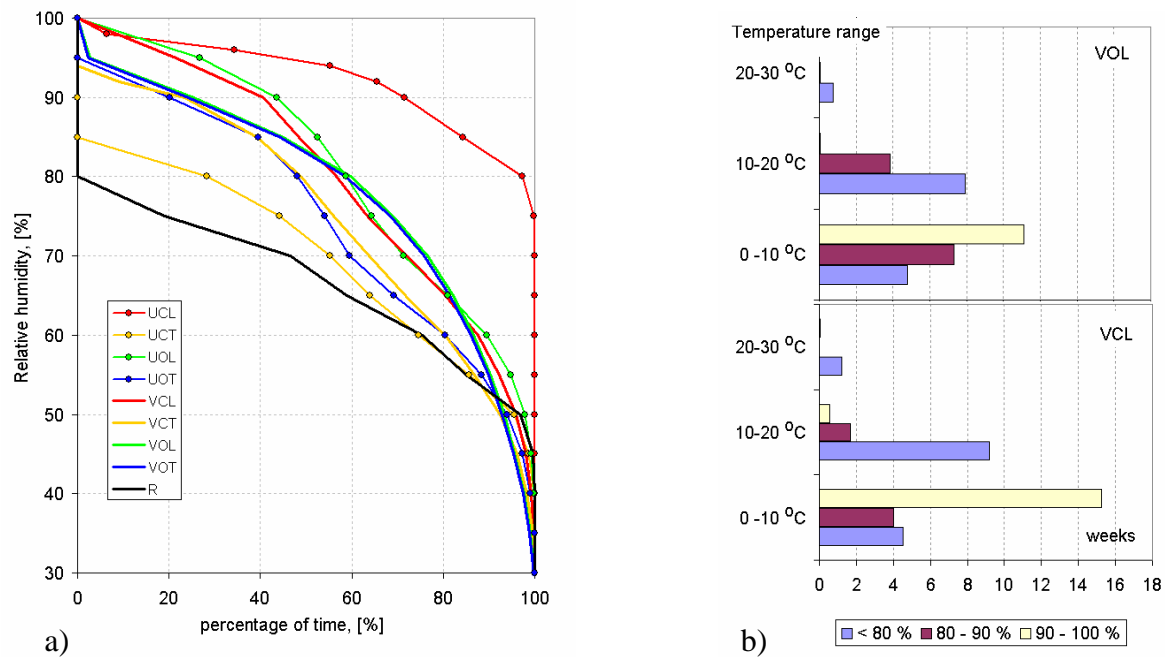 100
90
80
70
60
50
40
30
Relative humidity, [%]
UCL
UCT
UOL
UOT
VCL
VCT
VOL
VOT
R
0
20
40
60
80
100
percentage of time, [%]
a)
Temperature range
VOL
20-30 °C
10-20 °C
0 -10 °C
VCL
20-30 °C
10-20 °C
0 -10 °C
weeks
0
2
4
6
8
10
12
14
16
18
b)
< 80 %
80 - 90 %
90 - 100 %